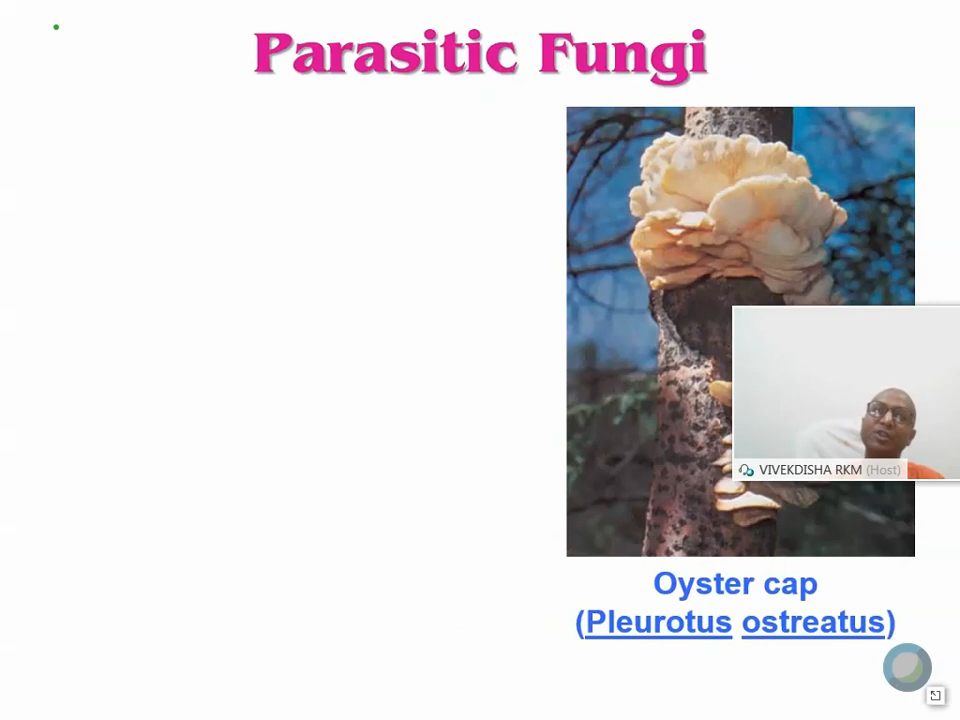 Parasitic Fungi
VIVEKDISHA RKM (Host)
Oyster cap
(Pleurotus ostreatus)